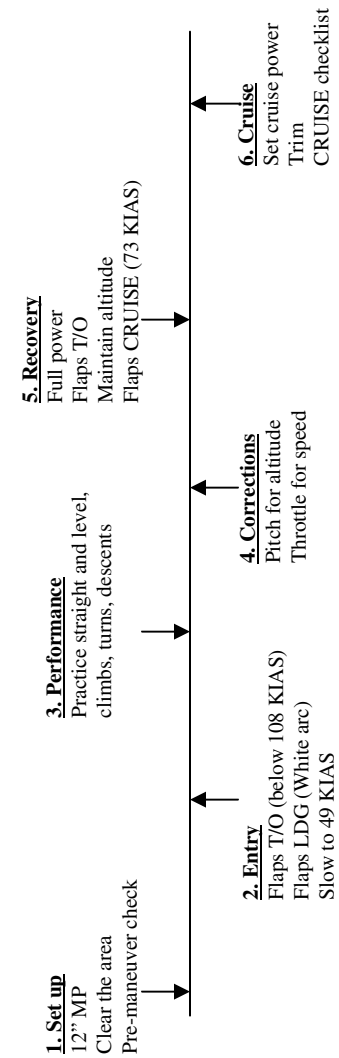 1. Set up
12” MP
Clear the area
Pre-maneuver check
2. Entry
Flaps T/O (below 108 KIAS)
Flaps LDG (White arc)
Slow to 49 KIAS
3. Performance
Practice straight and level,
climbs, turns, descents
4. Corrections
Pitch for altitude
Throttle for speed
5. Recovery
Full power
Flaps T/O
Maintain altitude
Flaps CRUISE (73 KIAS)
6. Cruise
Set cruise power
Trim
CRUISE checklist